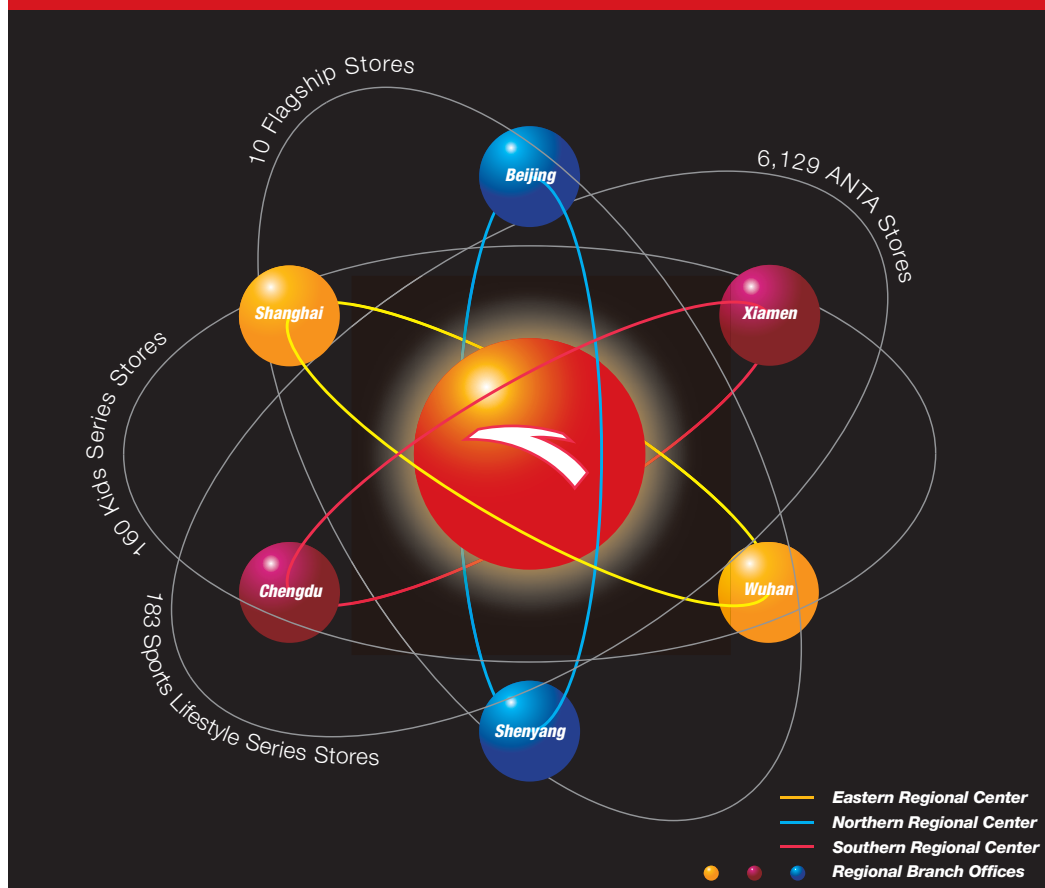 10 Flagship Stores
6,129 ANTA Stores
Beijing
Shanghai
Xiamen
160 Kids Series Stores
Chengdu
Wuhan
183 Sports Lifestyle Series Stores
Shenyang
Eastern Regional Center
Northern Regional Center
Southern Regional Center
Regional Branch Offices